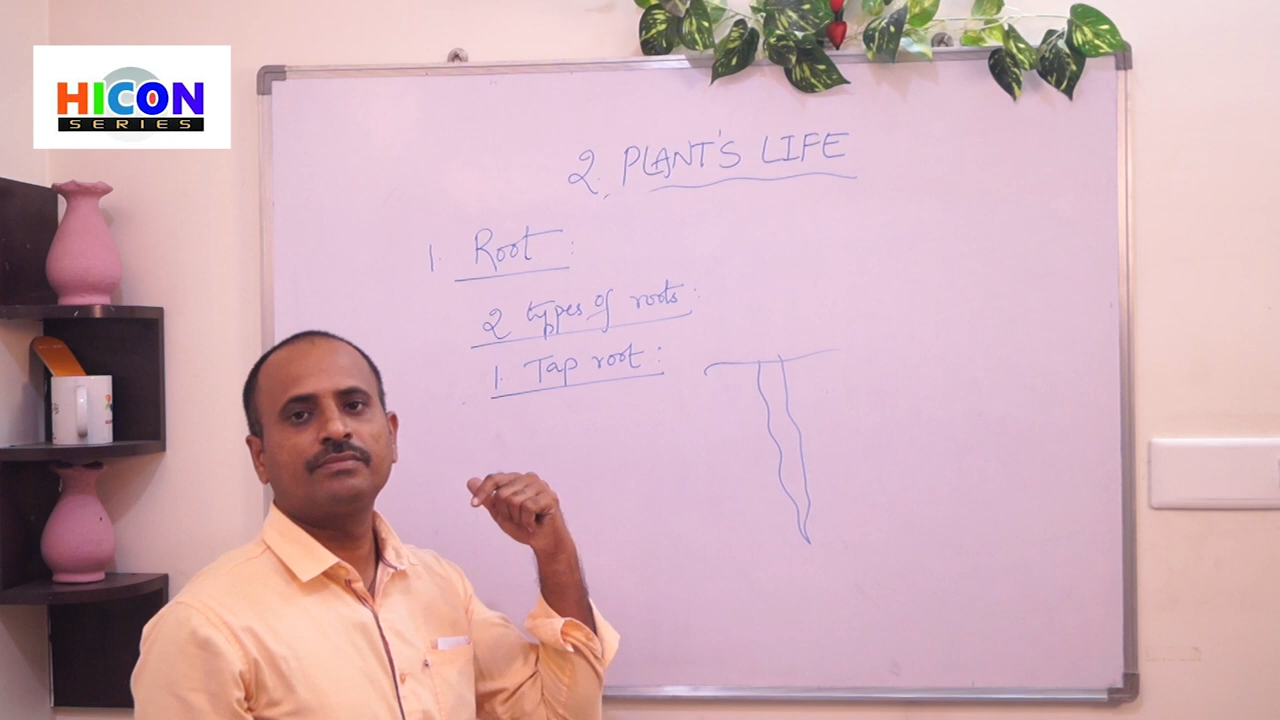 HICON
SERIES
2. PLANT'S LIFE
1. Root :
2 types of roots :
1. Tap root :